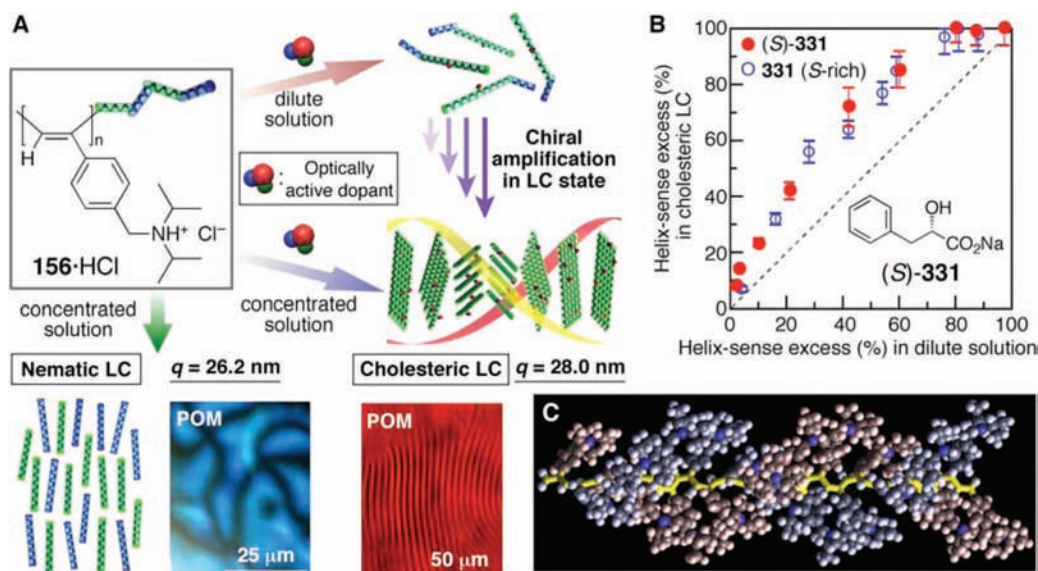 A
H
n
NH⁺ Cl⁻
156·HCl
dilute
solution
Optically
active dopant
concentrated
solution
concentrated
solution
Chiral
amplification
in LC state
Nematic LC
q = 26.2 nm
POM
25 μm
Cholesteric LC
q = 28.0 nm
POM
50 μm
B
Helix-sense excess (%)
in cholesteric LC
100
80
60
40
20
0
(S)-331
331 (S-rich)
OH
CO₂Na
(S)-331
0 20 40 60 80 100
Helix-sense excess (%) in dilute solution
C